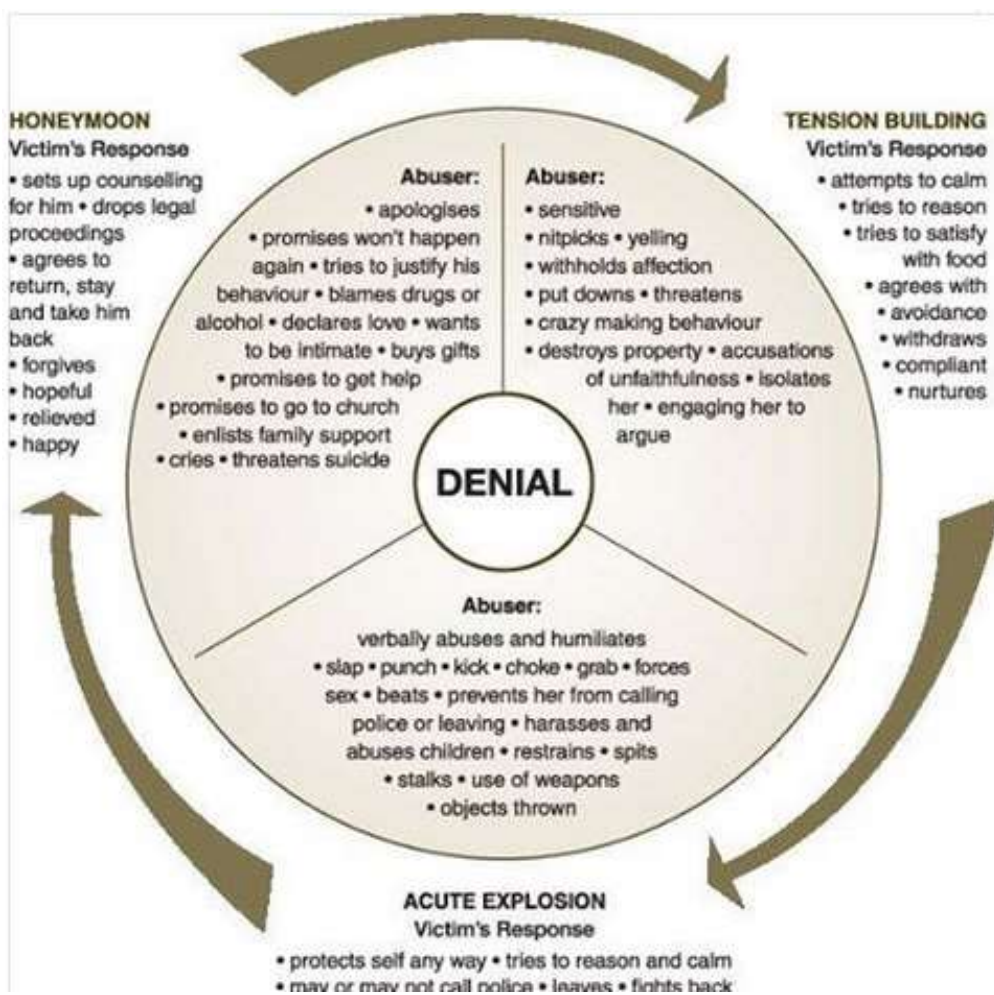 HONEYMOON
Victim's Response
• sets up counselling
for him • drops legal
proceedings
• agrees to
return, stay
and take him
back
• forgives
• hopeful
• relieved
• happy
Abuser:
• apologises
• promises won't happen
again • tries to justify his
behaviour • blames drugs or
alcohol • declares love • wants
to be intimate • buys gifts
• promises to get help
• promises to go to church
• enlists family support
• cries • threatens suicide
Abuser:
• sensitive
• nitpicks • yelling
• withholds affection
• put downs • threatens
• crazy making behaviour
• destroys property • accusations
of unfaithfulness • isolates
her • engaging her to
argue
TENSION BUILDING
Victim's Response
• attempts to calm
• tries to reason
• tries to satisfy
with food
• agrees with
• avoidance
• withdraws
• compliant
• nurtures
DENIAL
Abuser:
verbally abuses and humiliates
• slap • punch • kick • choke • grab • forces
sex • beats • prevents her from calling
police or leaving • harasses and
abuses children • restrains • spits
• stalks • use of weapons
• objects thrown
ACUTE EXPLOSION
Victim's Response
• protects self any way • tries to reason and calm
• may or may not call police • leaves • fights back